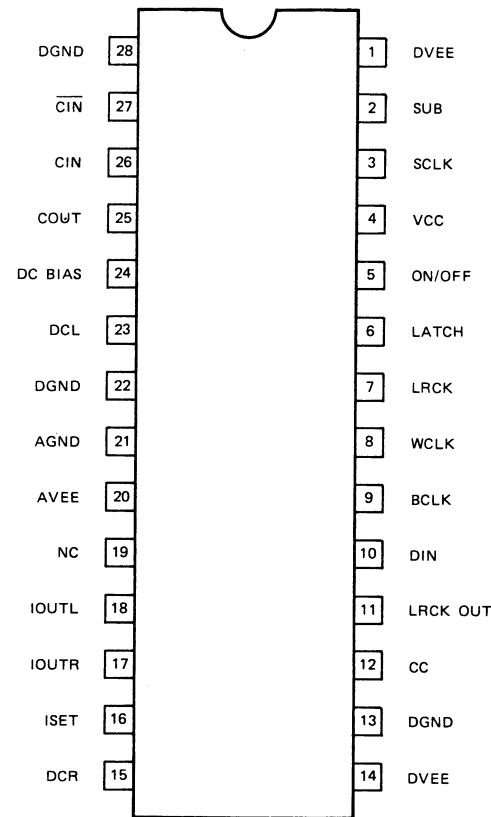 DGND 28 1 DVEE
C̅I̅N̅ 27 2 SUB
CIN 26 3 SCLK
COUT 25 4 VCC
DC BIAS 24 5 ON/OFF
DCL 23 6 LATCH
DGND 22 7 LRCK
AGND 21 8 WCLK
AVEE 20 9 BCLK
NC 19 10 DIN
IOUTL 18 11 LRCK OUT
IOUTR 17 12 CC
ISET 16 13 DGND
DCR 15 14 DVEE